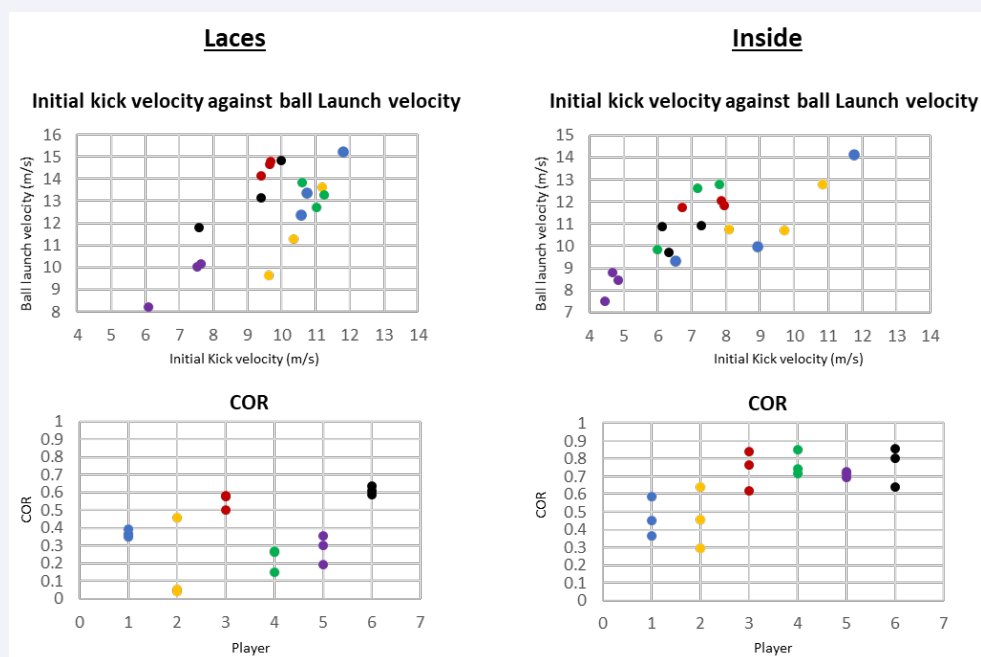 Laces
Inside
Initial kick velocity against ball Launch velocity
Ball launch velocity (m/s)
16
15
14
13
12
11
10
9
8
4 5 6 7 8 9 10 11 12 13 14
Initial Kick velocity (m/s)
Initial kick velocity against ball Launch velocity
Ball launch velocity (m/s)
15
14
13
12
11
10
9
8
7
4 5 6 7 8 9 10 11 12 13 14
Initial Kick velocity (m/s)
COR
COR
1
0.9
0.8
0.7
0.6
0.5
0.4
0.3
0.2
0.1
0
0 1 2 3 4 5 6 7
Player
COR
COR
1
0.9
0.8
0.7
0.6
0.5
0.4
0.3
0.2
0.1
0
0 1 2 3 4 5 6 7
Player